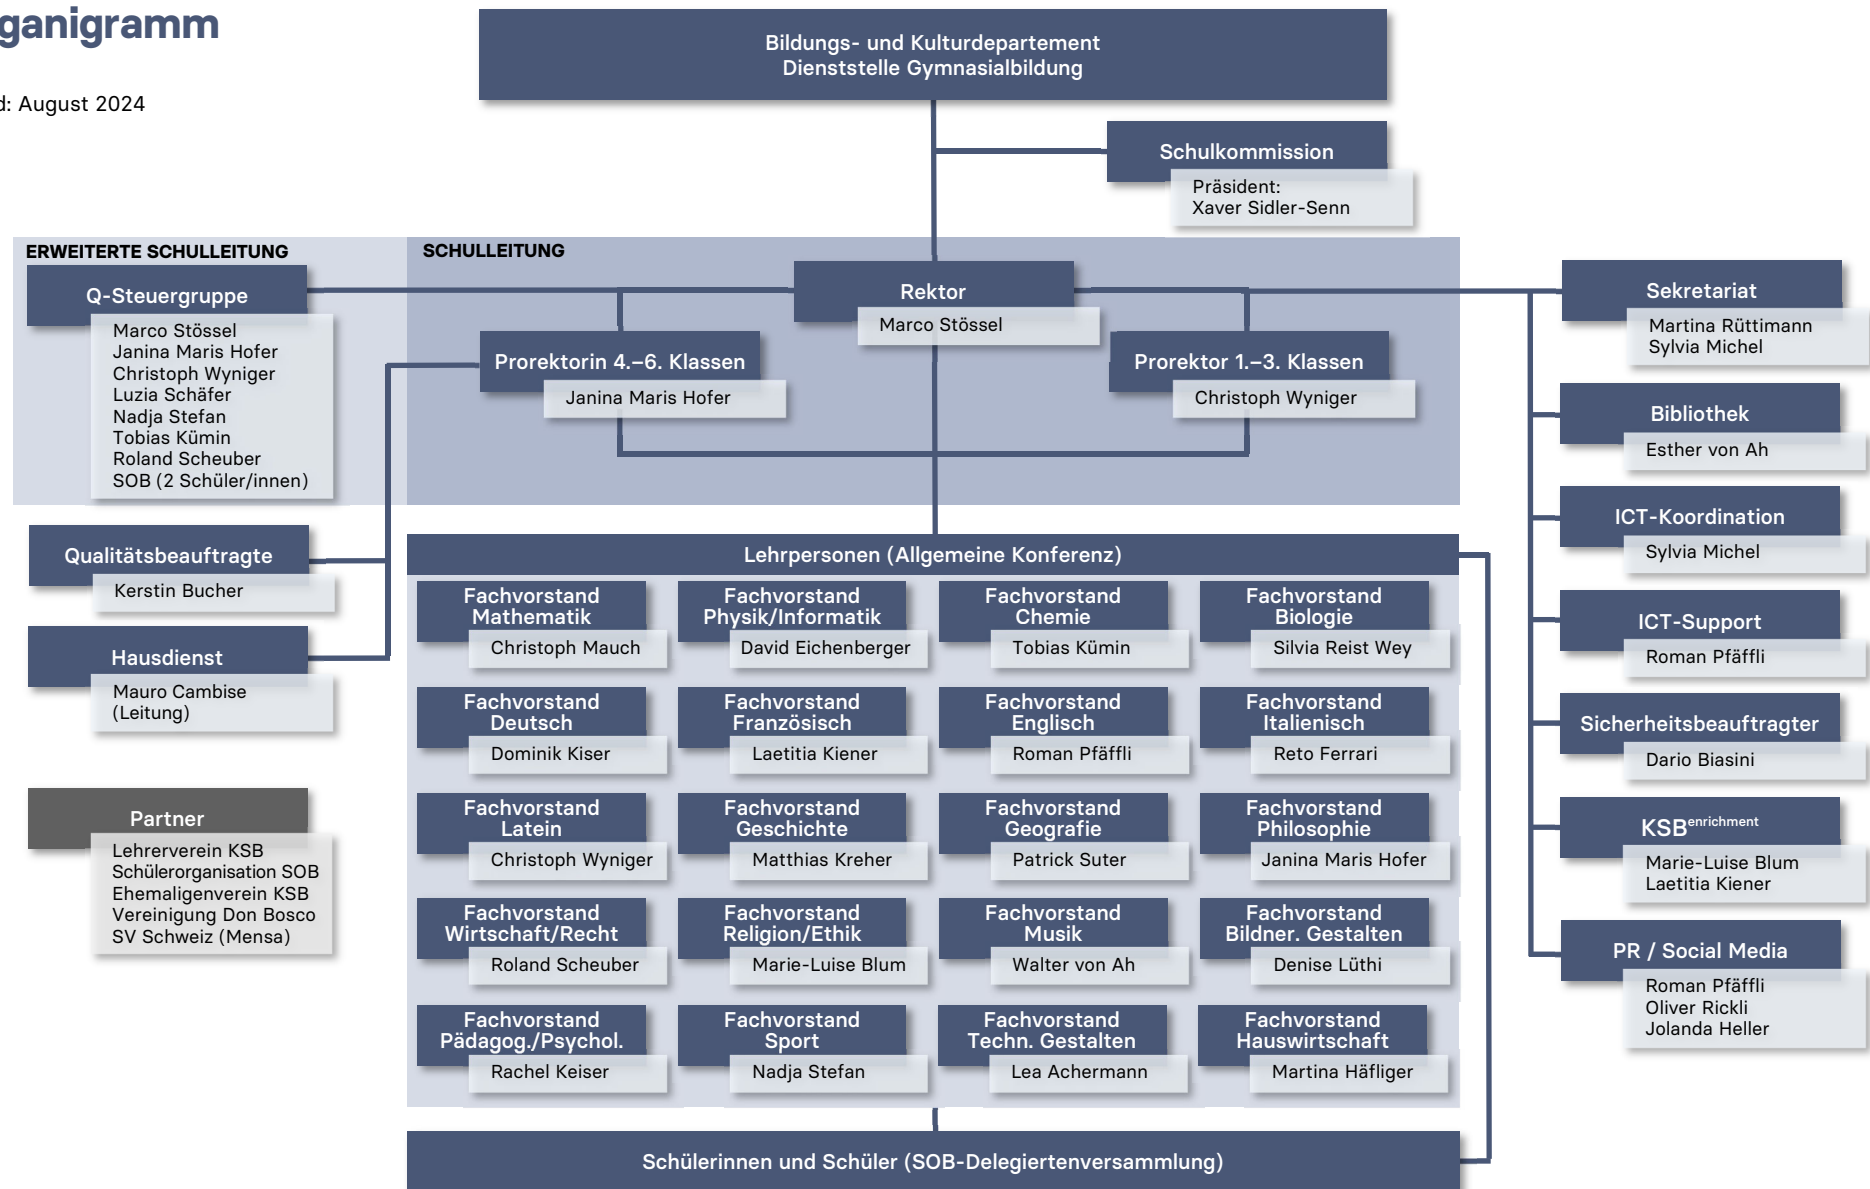 ganigramm
d: August 2024
Bildungs- und Kulturdepartement
Dienststelle Gymnasialbildung
Schulkommission
Präsident:
Xaver Sidler-Senn
ERWEITERTE SCHULLEITUNG
SCHULLEITUNG
Q-Steuergruppe
Marco Stössel
Janina Maris Hofer
Christoph Wyniger
Luzia Schäfer
Nadja Stefan
Tobias Kümin
Roland Scheuber
SOB (2 Schüler/innen)
Rektor
Marco Stössel
Prorektorin 4.–6. Klassen
Janina Maris Hofer
Prorektor 1.–3. Klassen
Christoph Wyniger
Qualitätsbeauftragte
Kerstin Bucher
Hausdienst
Mauro Cambise
(Leitung)
Partner
Lehrerverein KSB
Schülerorganisation SOB
Ehemaligenverein KSB
Vereinigung Don Bosco
SV Schweiz (Mensa)
Lehrpersonen (Allgemeine Konferenz)
Fachvorstand
Mathematik
Christoph Mauch
Fachvorstand
Physik/Informatik
David Eichenberger
Fachvorstand
Chemie
Tobias Kümin
Fachvorstand
Biologie
Silvia Reist Wey
Fachvorstand
Deutsch
Dominik Kiser
Fachvorstand
Französisch
Laetitia Kiener
Fachvorstand
Englisch
Roman Pfäffli
Fachvorstand
Italienisch
Reto Ferrari
Fachvorstand
Latein
Christoph Wyniger
Fachvorstand
Geschichte
Matthias Kreher
Fachvorstand
Geografie
Patrick Suter
Fachvorstand
Philosophie
Janina Maris Hofer
Fachvorstand
Wirtschaft/Recht
Roland Scheuber
Fachvorstand
Religion/Ethik
Marie-Luise Blum
Fachvorstand
Musik
Walter von Ah
Fachvorstand
Bildner. Gestalten
Denise Lüthi
Fachvorstand
Pädagog./Psychol.
Rachel Keiser
Fachvorstand
Sport
Nadja Stefan
Fachvorstand
Techn. Gestalten
Lea Achermann
Fachvorstand
Hauswirtschaft
Martina Häfliger
Schülerinnen und Schüler (SOB-Delegiertenversammlung)
Sekretariat
Martina Rüttimann
Sylvia Michel
Bibliothek
Esther von Ah
ICT-Koordination
Sylvia Michel
ICT-Support
Roman Pfäffli
Sicherheitsbeauftragter
Dario Biasini
KSBenrichment
Marie-Luise Blum
Laetitia Kiener
PR / Social Media
Roman Pfäffli
Oliver Rickli
Jolanda Heller